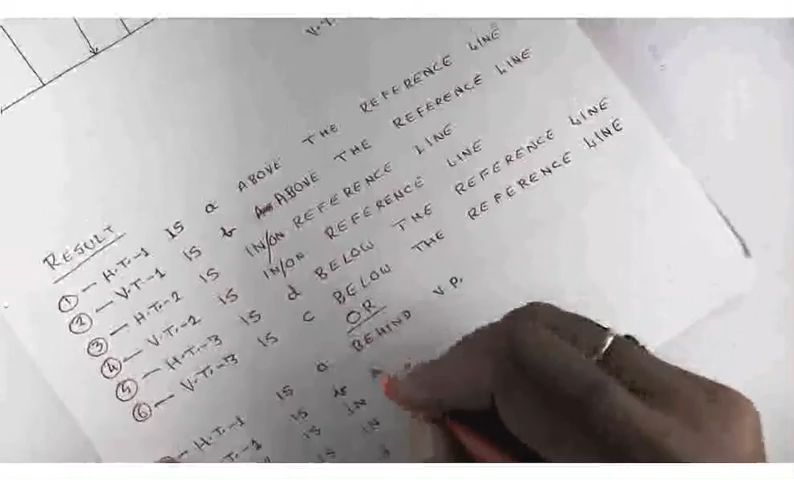 V.T.
RESULT
① — H.T.-1 IS a ABOVE THE REFERENCE LINE
② — V.T.-1 IS b ABOVE THE REFERENCE LINE
③ — H.T.-2 IS IN/ON REFERENCE LINE
④ — V.T.-2 IS IN/ON REFERENCE LINE
⑤ — H.T.-3 IS d BELOW THE REFERENCE LINE
⑥ — V.T.-3 IS c BELOW THE REFERENCE LINE
OR
H.T.-1 IS a BEHIND V.P.
T.-1 IS b
IS IN
IS IN